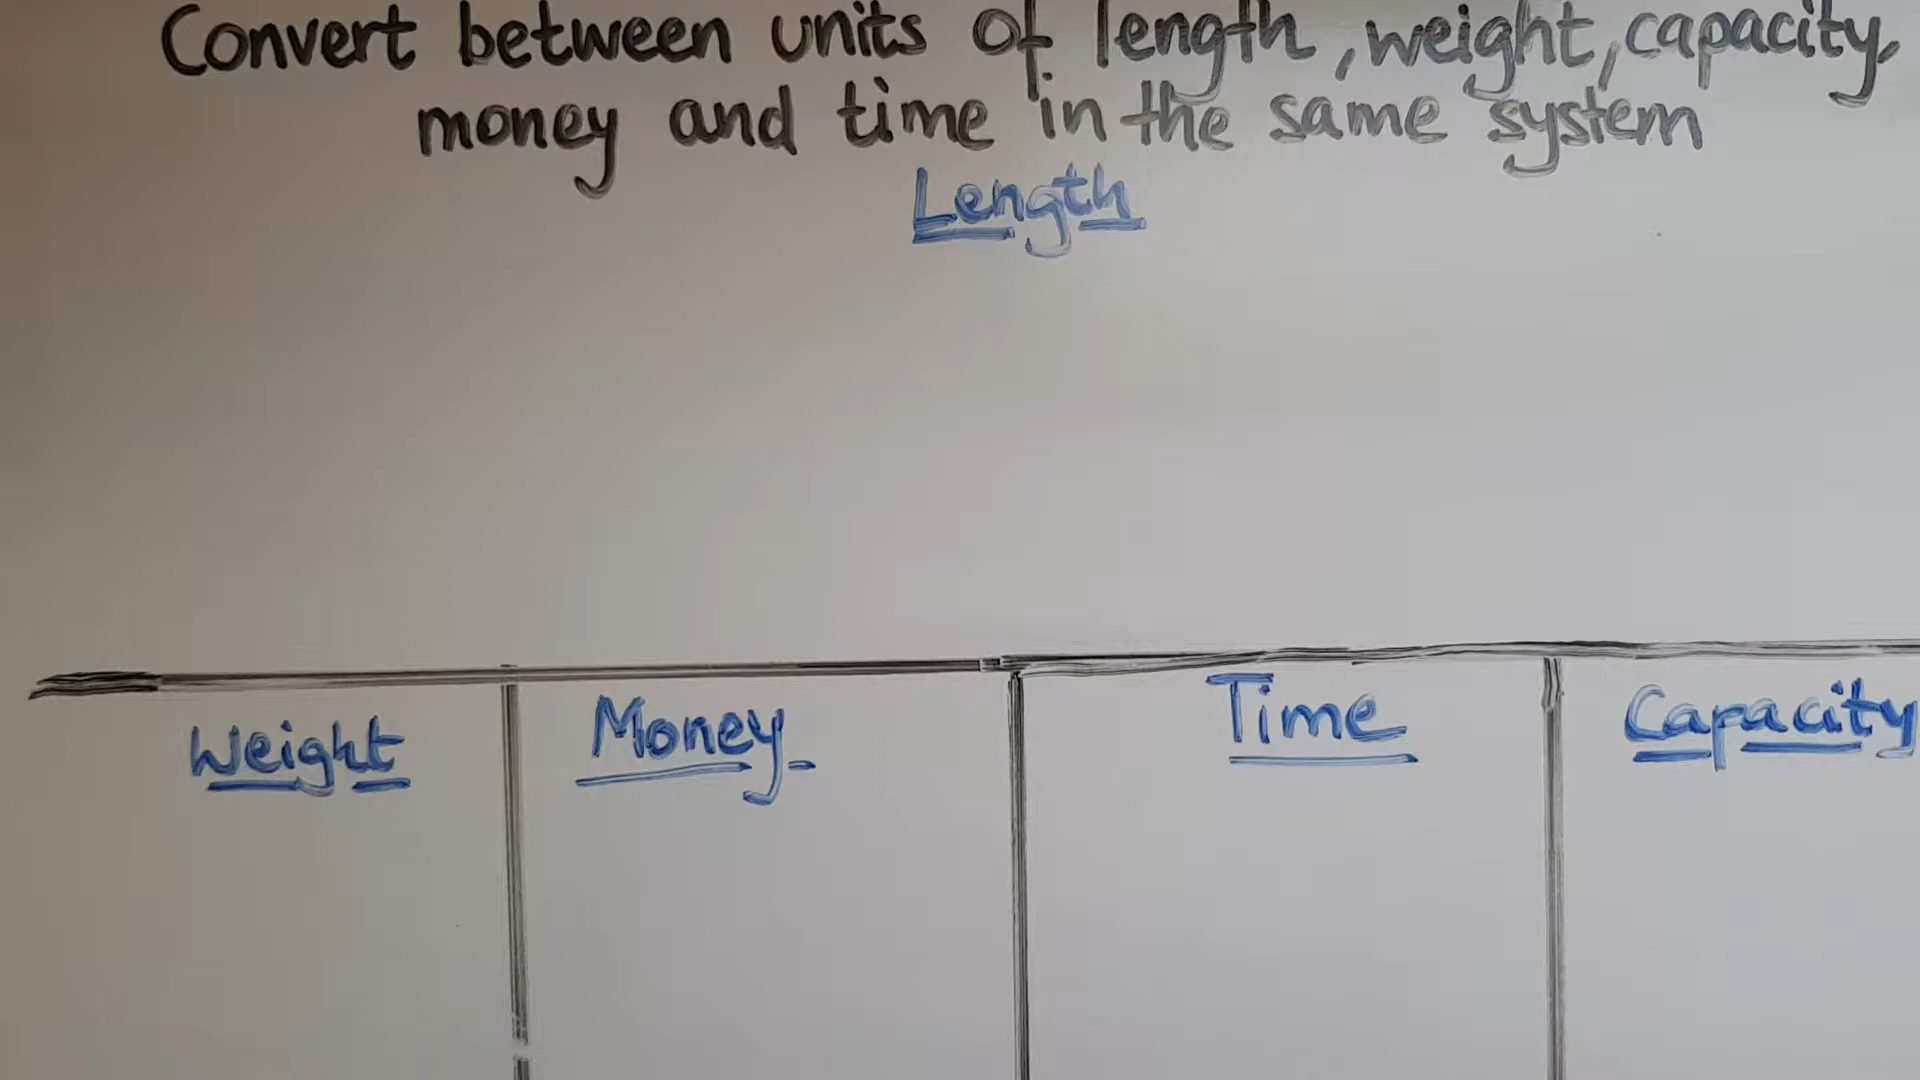 Convert between units of length, weight, capacity,
money and time in the same system
Length
Weight
Money
Time
Capacity